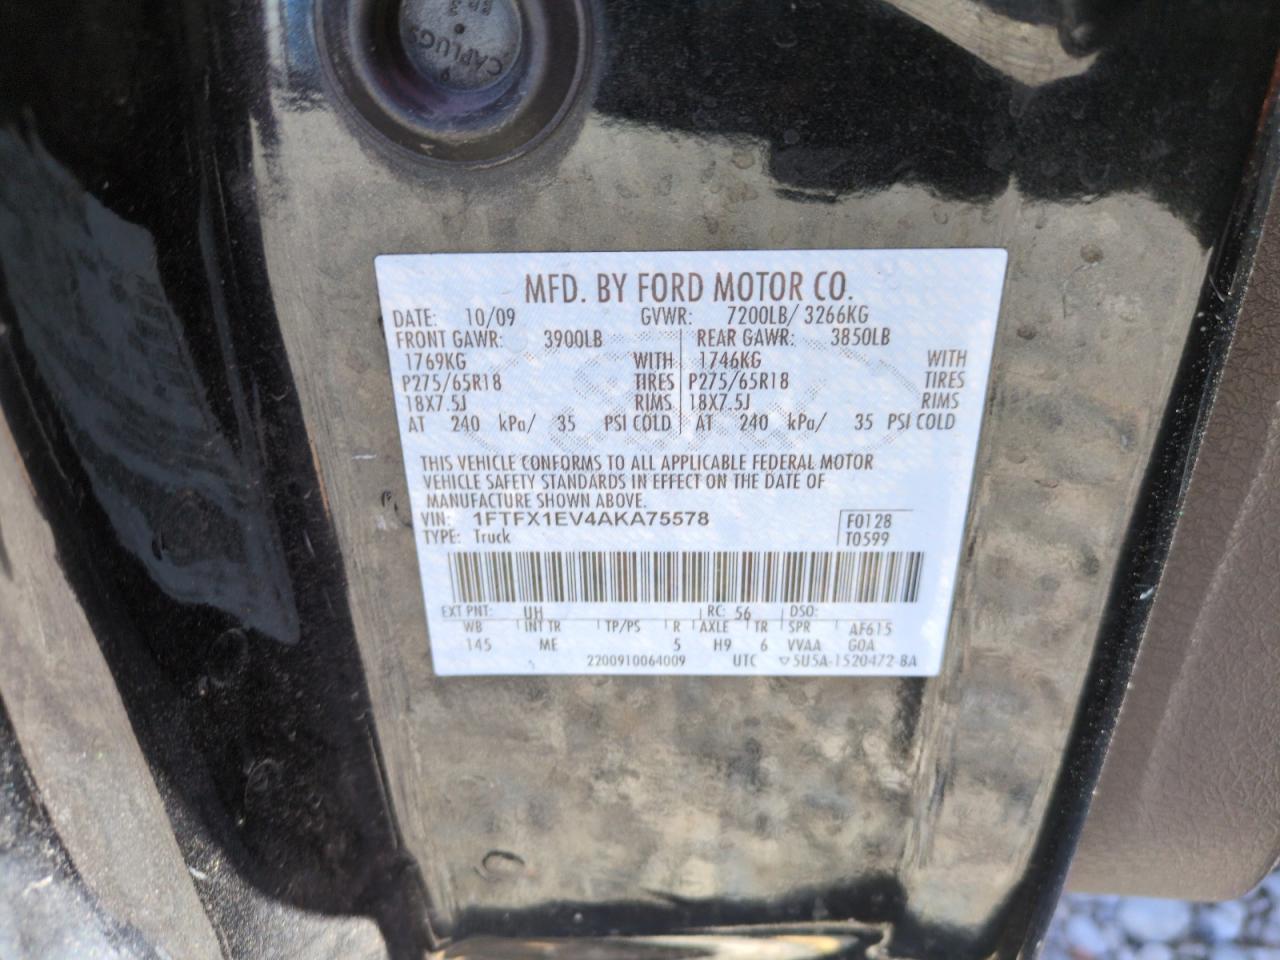 CAPLUGS
MFD. BY FORD MOTOR CO.
DATE: 10/09 GVWR: 7200LB/ 3266KG
FRONT GAWR: 3900LB REAR GAWR: 3850LB
1769KG WITH 1746KG WITH
P275/65R18 TIRES P275/65R18 TIRES
18X7.5J RIMS 18X7.5J RIMS
AT 240 kPa/ 35 PSI COLD AT 240 kPa/ 35 PSI COLD
THIS VEHICLE CONFORMS TO ALL APPLICABLE FEDERAL MOTOR
VEHICLE SAFETY STANDARDS IN EFFECT ON THE DATE OF
MANUFACTURE SHOWN ABOVE.
VIN: 1FTFX1EV4AKA75578 F0128
TYPE: Truck T0599
EXT PNT: UH RC: 56 DSO:
WB INT TR TP/PS R AXLE TR SPR AF615
145 ME 5 H9 6 VVAA GOA
2200910064009 UTC ▽5U5A-1520472-BA